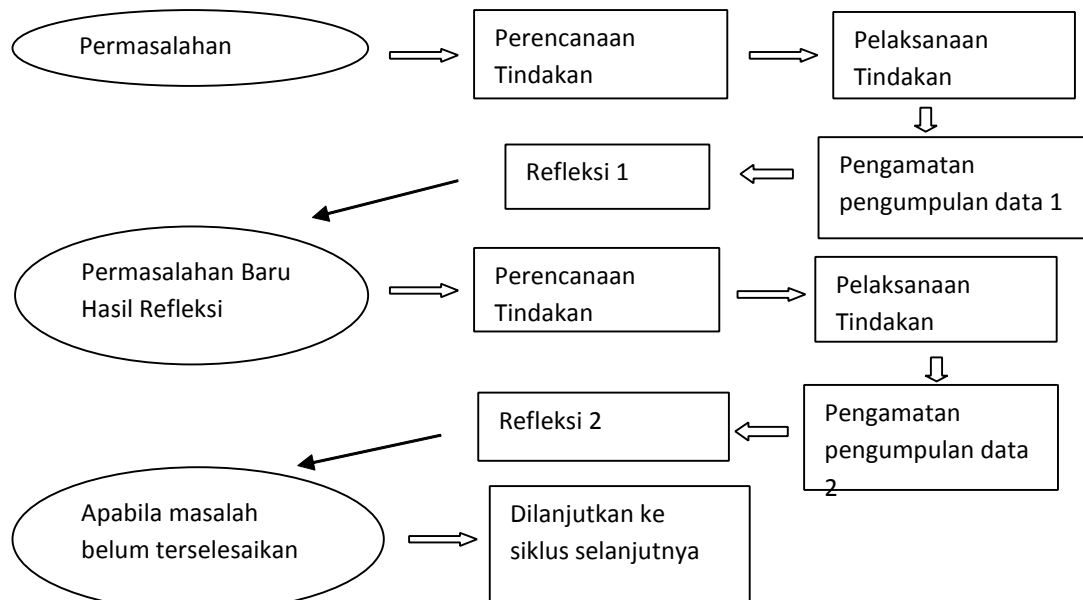 Permasalahan
Perencanaan
Tindakan
Pelaksanaan
Tindakan
Pengamatan
pengumpulan data 1
Refleksi 1
Permasalahan Baru
Hasil Refleksi
Perencanaan
Tindakan
Pelaksanaan
Tindakan
Pengamatan
pengumpulan data
2
Refleksi 2
Apabila masalah
belum terselesaikan
Dilanjutkan ke
siklus selanjutnya